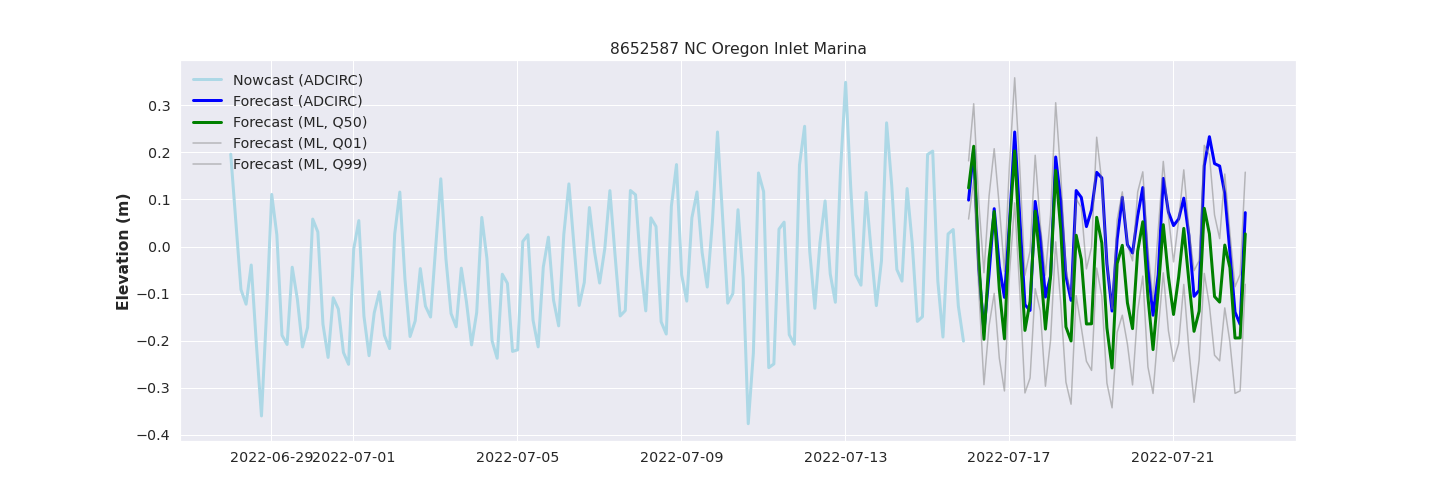 8652587 NC Oregon Inlet Marina
Nowcast (ADCIRC)
Forecast (ADCIRC)
Forecast (ML, Q50)
Forecast (ML, Q01)
Forecast (ML, Q99)
Elevation (m)
0.3
0.2
0.1
0.0
−0.1
−0.2
−0.3
−0.4
2022-06-29 2022-07-01 2022-07-05 2022-07-09 2022-07-13 2022-07-17 2022-07-21